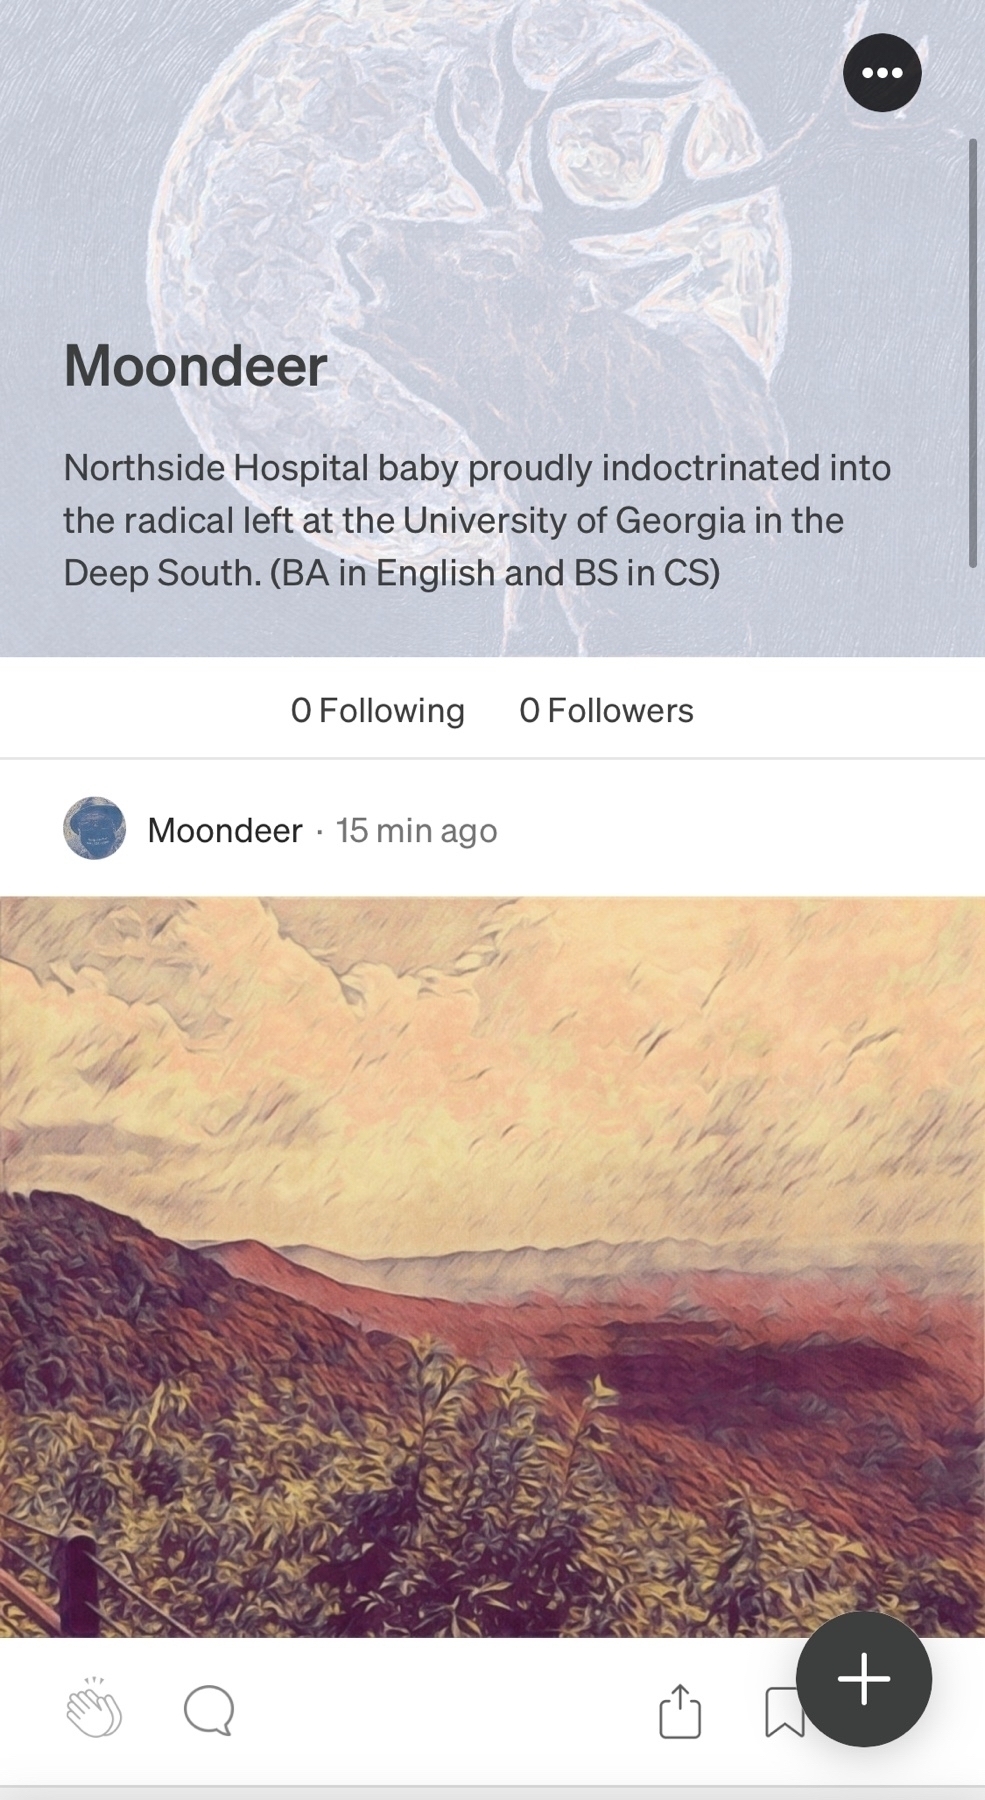 Moondeer
Northside Hospital baby proudly indoctrinated into
the radical left at the University of Georgia in the
Deep South. (BA in English and BS in CS)
0 Following 0 Followers
Moondeer · 15 min ago